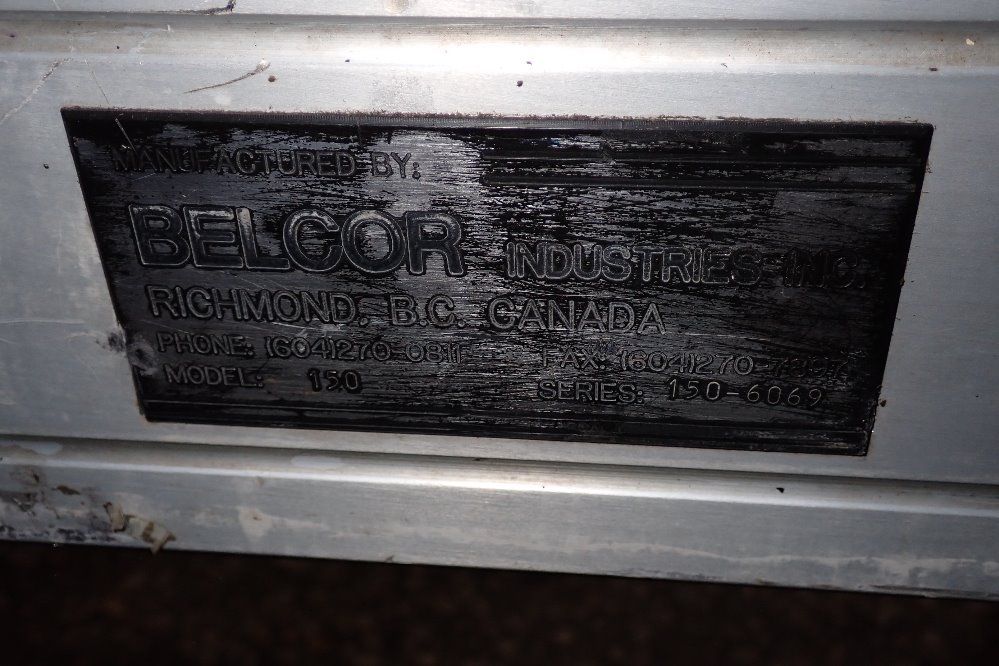 MANUFACTURED BY:
BELCOR INDUSTRIES INC.
RICHMOND, B.C. CANADA
PHONE: (604)270-0811 FAX: (604)270-7397
MODEL: 150 SERIES: 150-6069